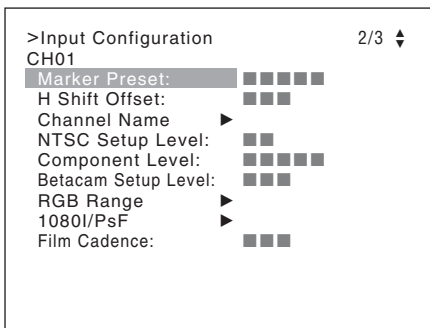 >Input Configuration 2/3
CH01
Marker Preset: ■■■■■
H Shift Offset: ■■■
Channel Name ►
NTSC Setup Level: ■■
Component Level: ■■■■■
Betacam Setup Level: ■■■
RGB Range ►
1080I/PsF ►
Film Cadence: ■■■